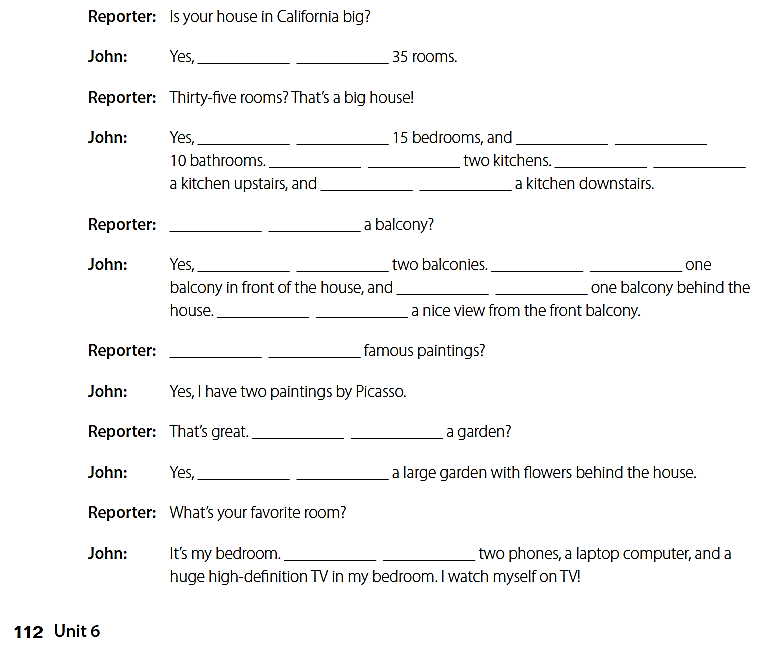 Reporter: Is your house in California big?
John: Yes, __________ __________ 35 rooms.
Reporter: Thirty-five rooms? That's a big house!
John: Yes, __________ __________ 15 bedrooms, and __________ __________
10 bathrooms. __________ __________ two kitchens. __________ __________
a kitchen upstairs, and __________ __________ a kitchen downstairs.
Reporter: __________ __________ a balcony?
John: Yes, __________ __________ two balconies. __________ __________ one
balcony in front of the house, and __________ __________ one balcony behind the
house. __________ __________ a nice view from the front balcony.
Reporter: __________ __________ famous paintings?
John: Yes, I have two paintings by Picasso.
Reporter: That's great. __________ __________ a garden?
John: Yes, __________ __________ a large garden with flowers behind the house.
Reporter: What's your favorite room?
John: It's my bedroom. __________ __________ two phones, a laptop computer, and a
huge high-definition TV in my bedroom. I watch myself on TV!
112 Unit 6